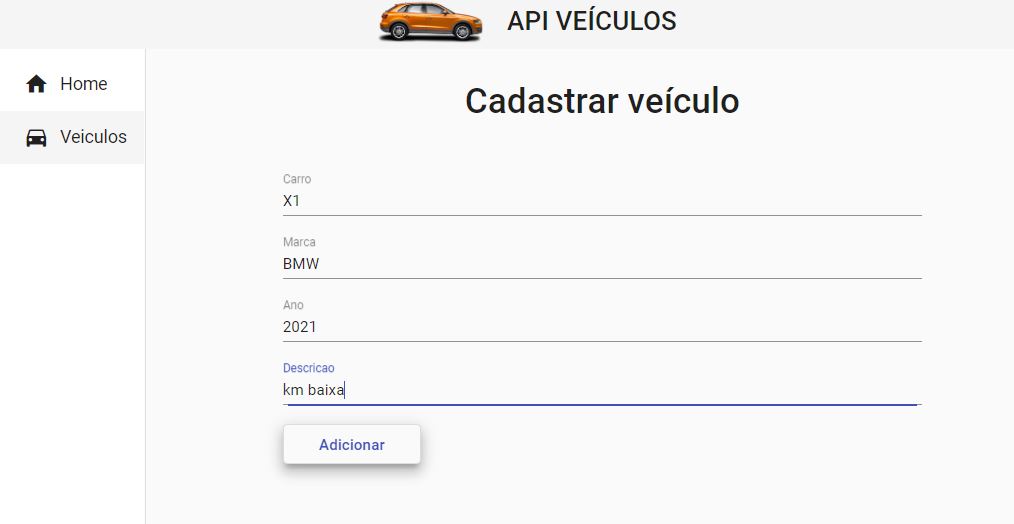 API VEÍCULOS
Home
Veiculos
Cadastrar veículo
Carro
X1
Marca
BMW
Ano
2021
Descricao
km baixa
Adicionar